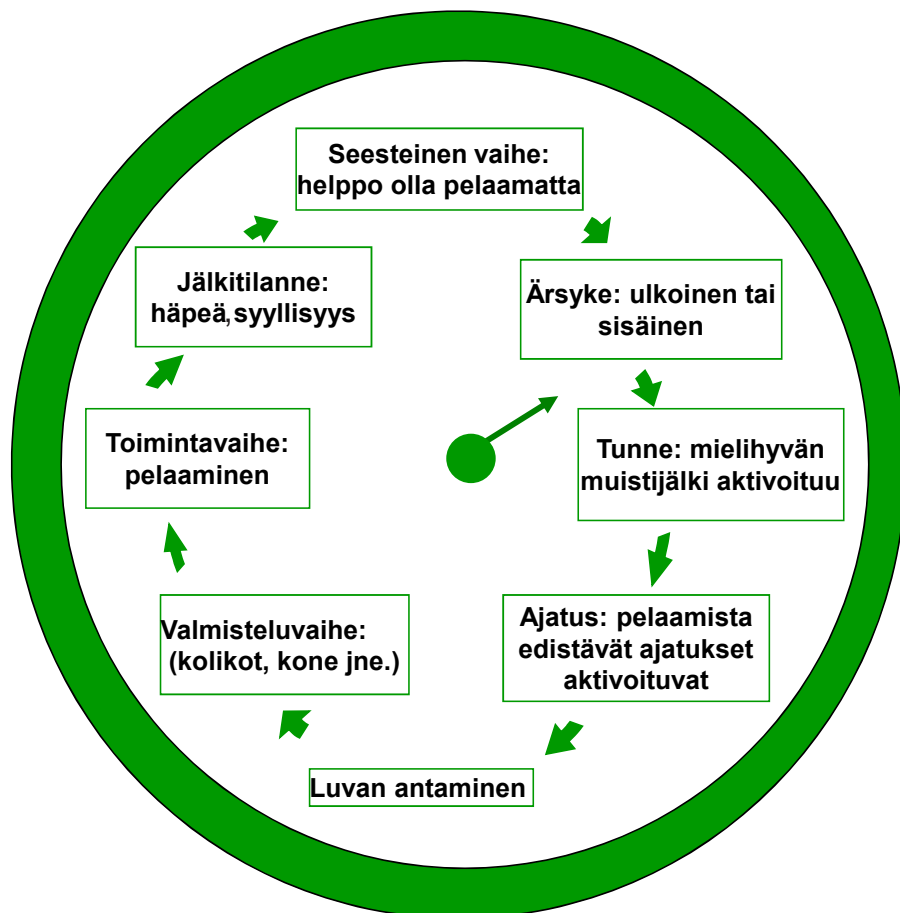 Seesteinen vaihe:
helppo olla pelaamatta
Ärsyke: ulkoinen tai
sisäinen
Tunne: mielihyvän
muistijälki aktivoituu
Ajatus: pelaamista
edistävät ajatukset
aktivoituvat
Luvan antaminen
Valmisteluvaihe:
(kolikot, kone jne.)
Toimintavaihe:
pelaaminen
Jälkitilanne:
häpeä, syyllisyys